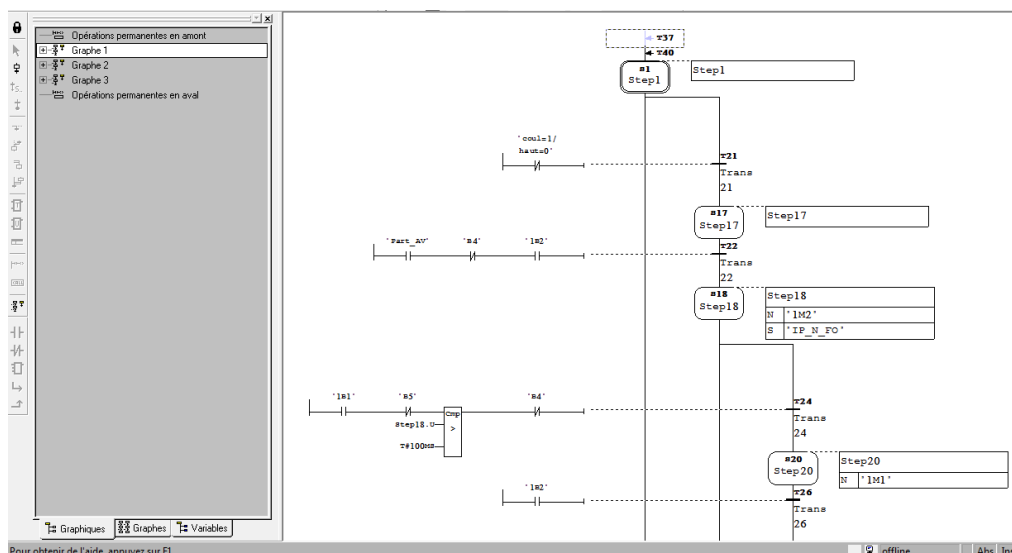 Opérations permanentes en amont
Graphe 1
Graphe 2
Graphe 3
Opérations permanentes en aval
Graphiques
Graphes
Variables
T37
T40
S1
Step1
Step1
'coul=1/
haut=0'
T21
Trans
21
S17
Step17
Step17
'Part_AV'
'B4'
'1B2'
T22
Trans
22
S18
Step18
Step18
N '1M2'
S 'IP_N_FO'
'1B1'
'B5'
Cmp
>
Step18.U
T#100MS
'B4'
T24
Trans
24
S20
Step20
Step20
N '1M1'
'1B2'
T26
Trans
26
Pour obtenir de l'aide, appuyez sur F1.
offline
Abs